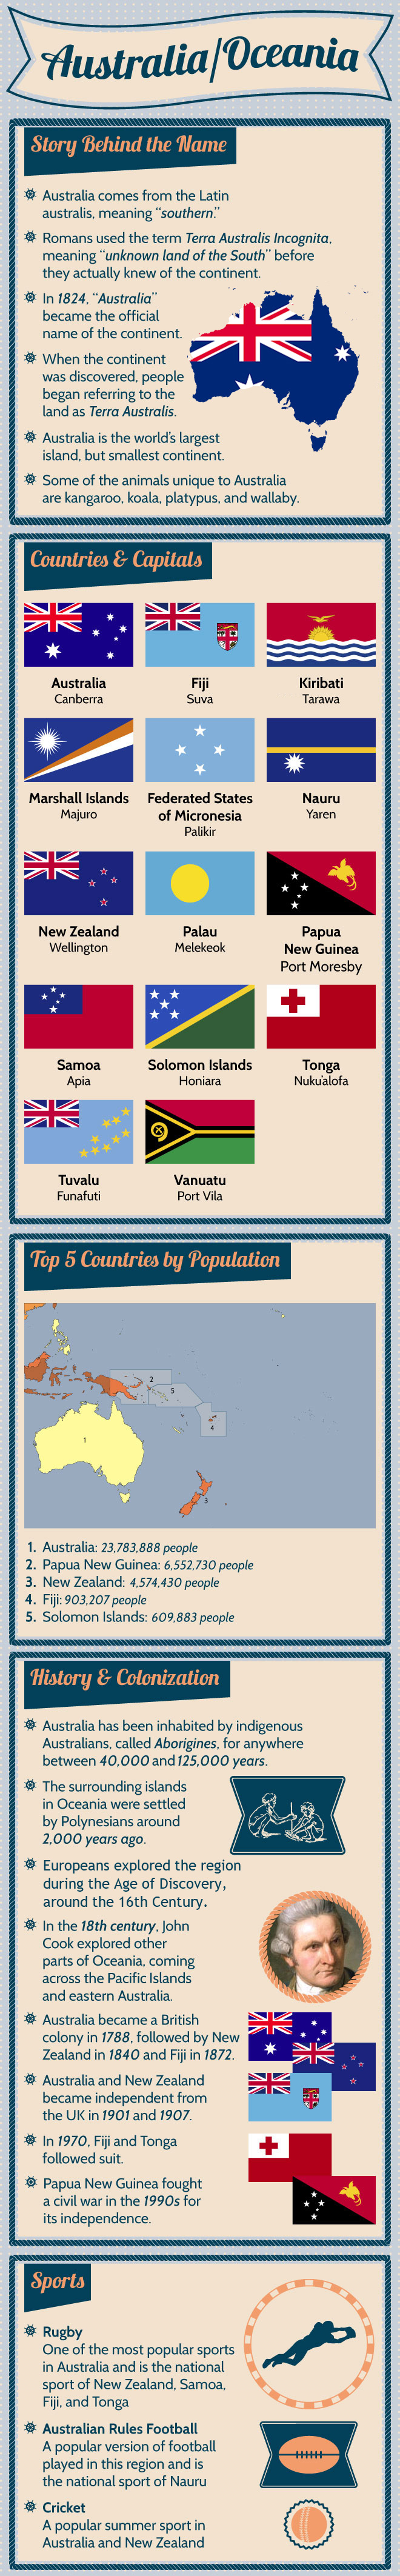 Australia/Oceania
Story Behind the Name
Australia comes from the Latin
australis, meaning “southern.”
Romans used the term Terra Australis Incognita,
meaning “unknown land of the South” before
they actually knew of the continent.
In 1824, “Australia”
became the official
name of the continent.
When the continent
was discovered, people
began referring to the
land as Terra Australis.
Australia is the world's largest
island, but smallest continent.
Some of the animals unique to Australia
are kangaroo, koala, platypus, and wallaby.
Countries & Capitals
Australia
Canberra
Fiji
Suva
Kiribati
Tarawa
Marshall Islands
Majuro
Federated States
of Micronesia
Palikir
Nauru
Yaren
New Zealand
Wellington
Palau
Melekeok
Papua
New Guinea
Port Moresby
Samoa
Apia
Solomon Islands
Honiara
Tonga
Nuku'alofa
Tuvalu
Funafuti
Vanuatu
Port Vila
Top 5 Countries by Population
2
5
4
1
3
1. Australia: 23,783,888 people
2. Papua New Guinea: 6,552,730 people
3. New Zealand: 4,574,430 people
4. Fiji: 903,207 people
5. Solomon Islands: 609,883 people
History & Colonization
Australia has been inhabited by indigenous
Australians, called Aborigines, for anywhere
between 40,000 and 125,000 years.
The surrounding islands
in Oceania were settled
by Polynesians around
2,000 years ago.
Europeans explored the region
during the Age of Discovery,
around the 16th Century.
In the 18th century, John
Cook explored other
parts of Oceania, coming
across the Pacific Islands
and eastern Australia.
Australia became a British
colony in 1788, followed by New
Zealand in 1840 and Fiji in 1872.
Australia and New Zealand
became independent from
the UK in 1901 and 1907.
In 1970, Fiji and Tonga
followed suit.
Papua New Guinea fought
a civil war in the 1990s for
its independence.
Sports
Rugby
One of the most popular sports
in Australia and is the national
sport of New Zealand, Samoa,
Fiji, and Tonga
Australian Rules Football
A popular version of football
played in this region and is
the national sport of Nauru
Cricket
A popular summer sport in
Australia and New Zealand